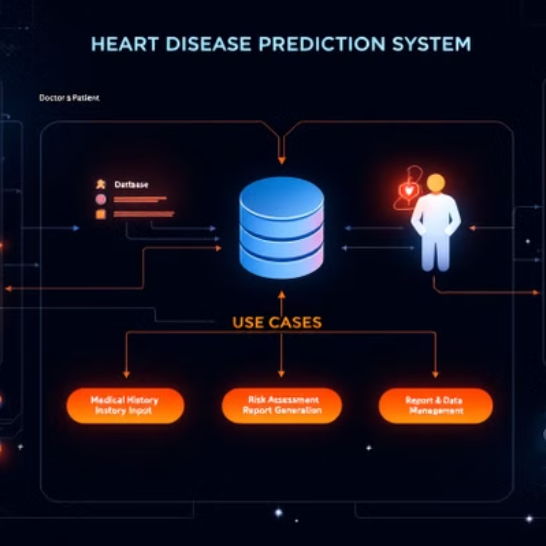 HEART DISEASE PREDICTION SYSTEM
Doctor s Patient
Dartbase
USE CASES
Medical History
Instory Input
Risk Assessment
Report Generation
Report & Data
Management